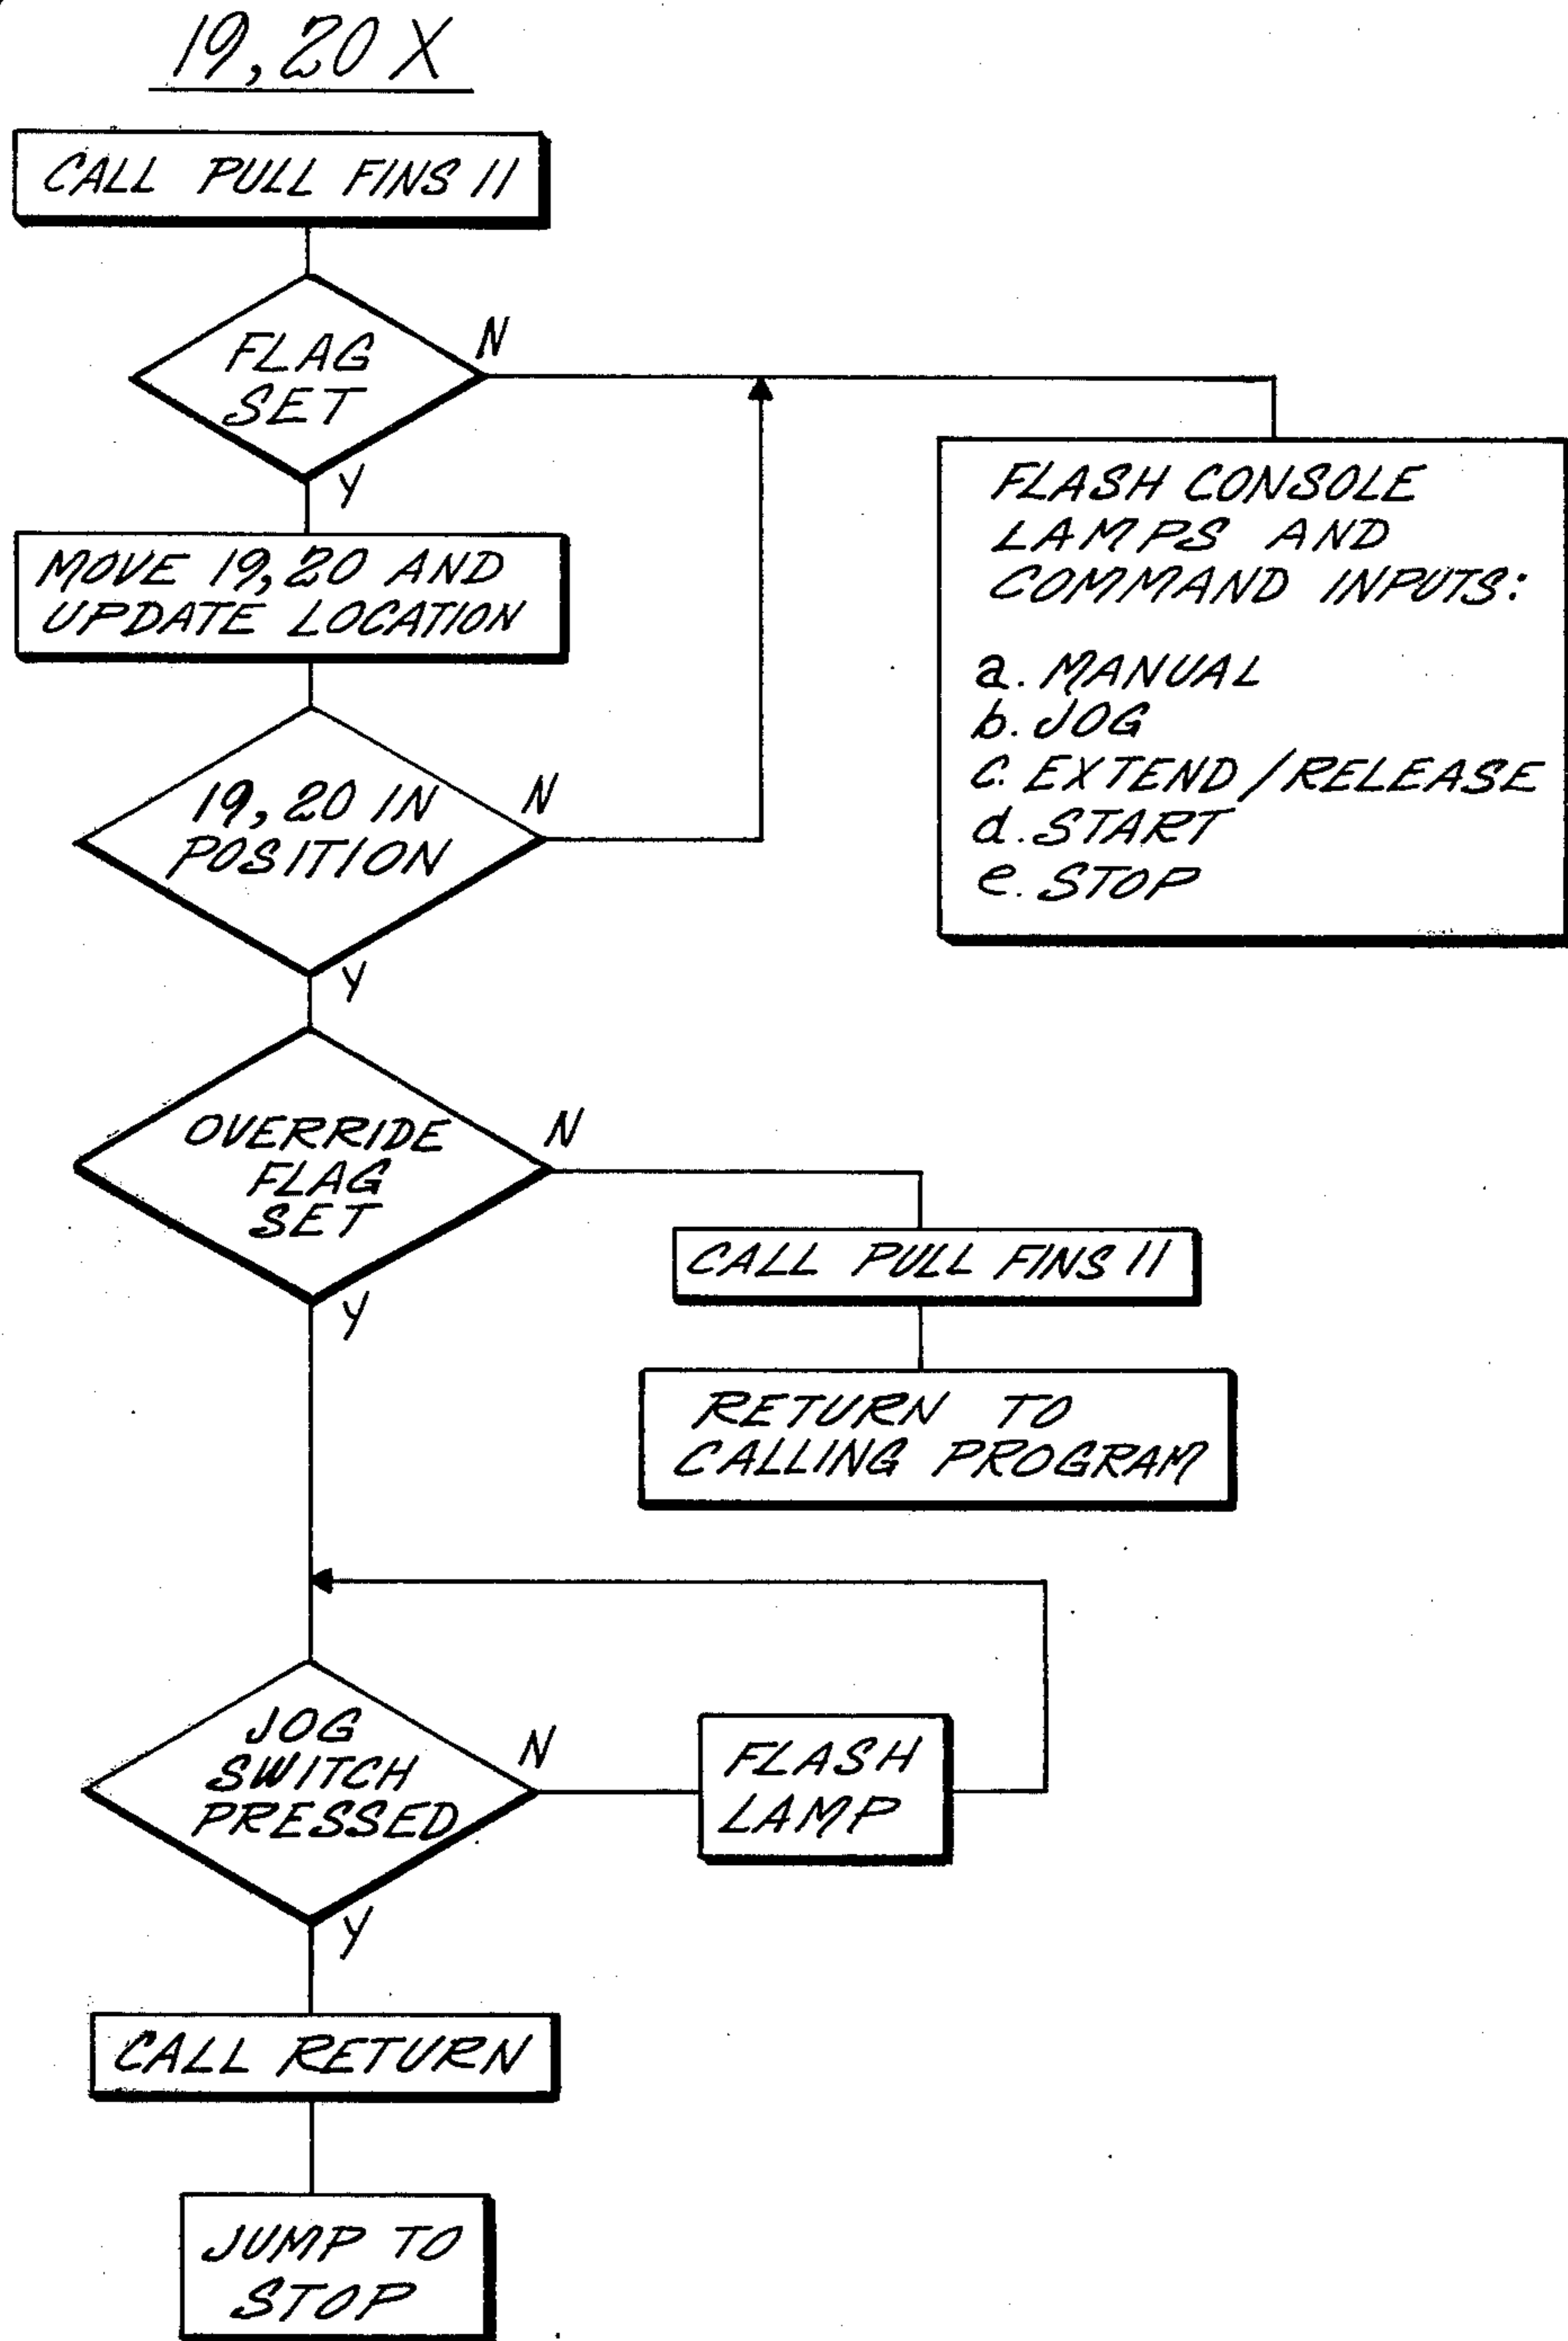 19,20 X
CALL PULL FINS 11
FLAG
SET
N
Y
FLASH CONSOLE
LAMPS AND
COMMAND INPUTS:
a. MANUAL
b. JOG
c. EXTEND/RELEASE
d. START
e. STOP
MOVE 19,20 AND
UPDATE LOCATION
19,20 IN
POSITION
N
Y
OVERRIDE
FLAG
SET
N
Y
CALL PULL FINS 11
RETURN TO
CALLING PROGRAM
JOG
SWITCH
PRESSED
N
Y
FLASH
LAMP
CALL RETURN
JUMP TO
STOP